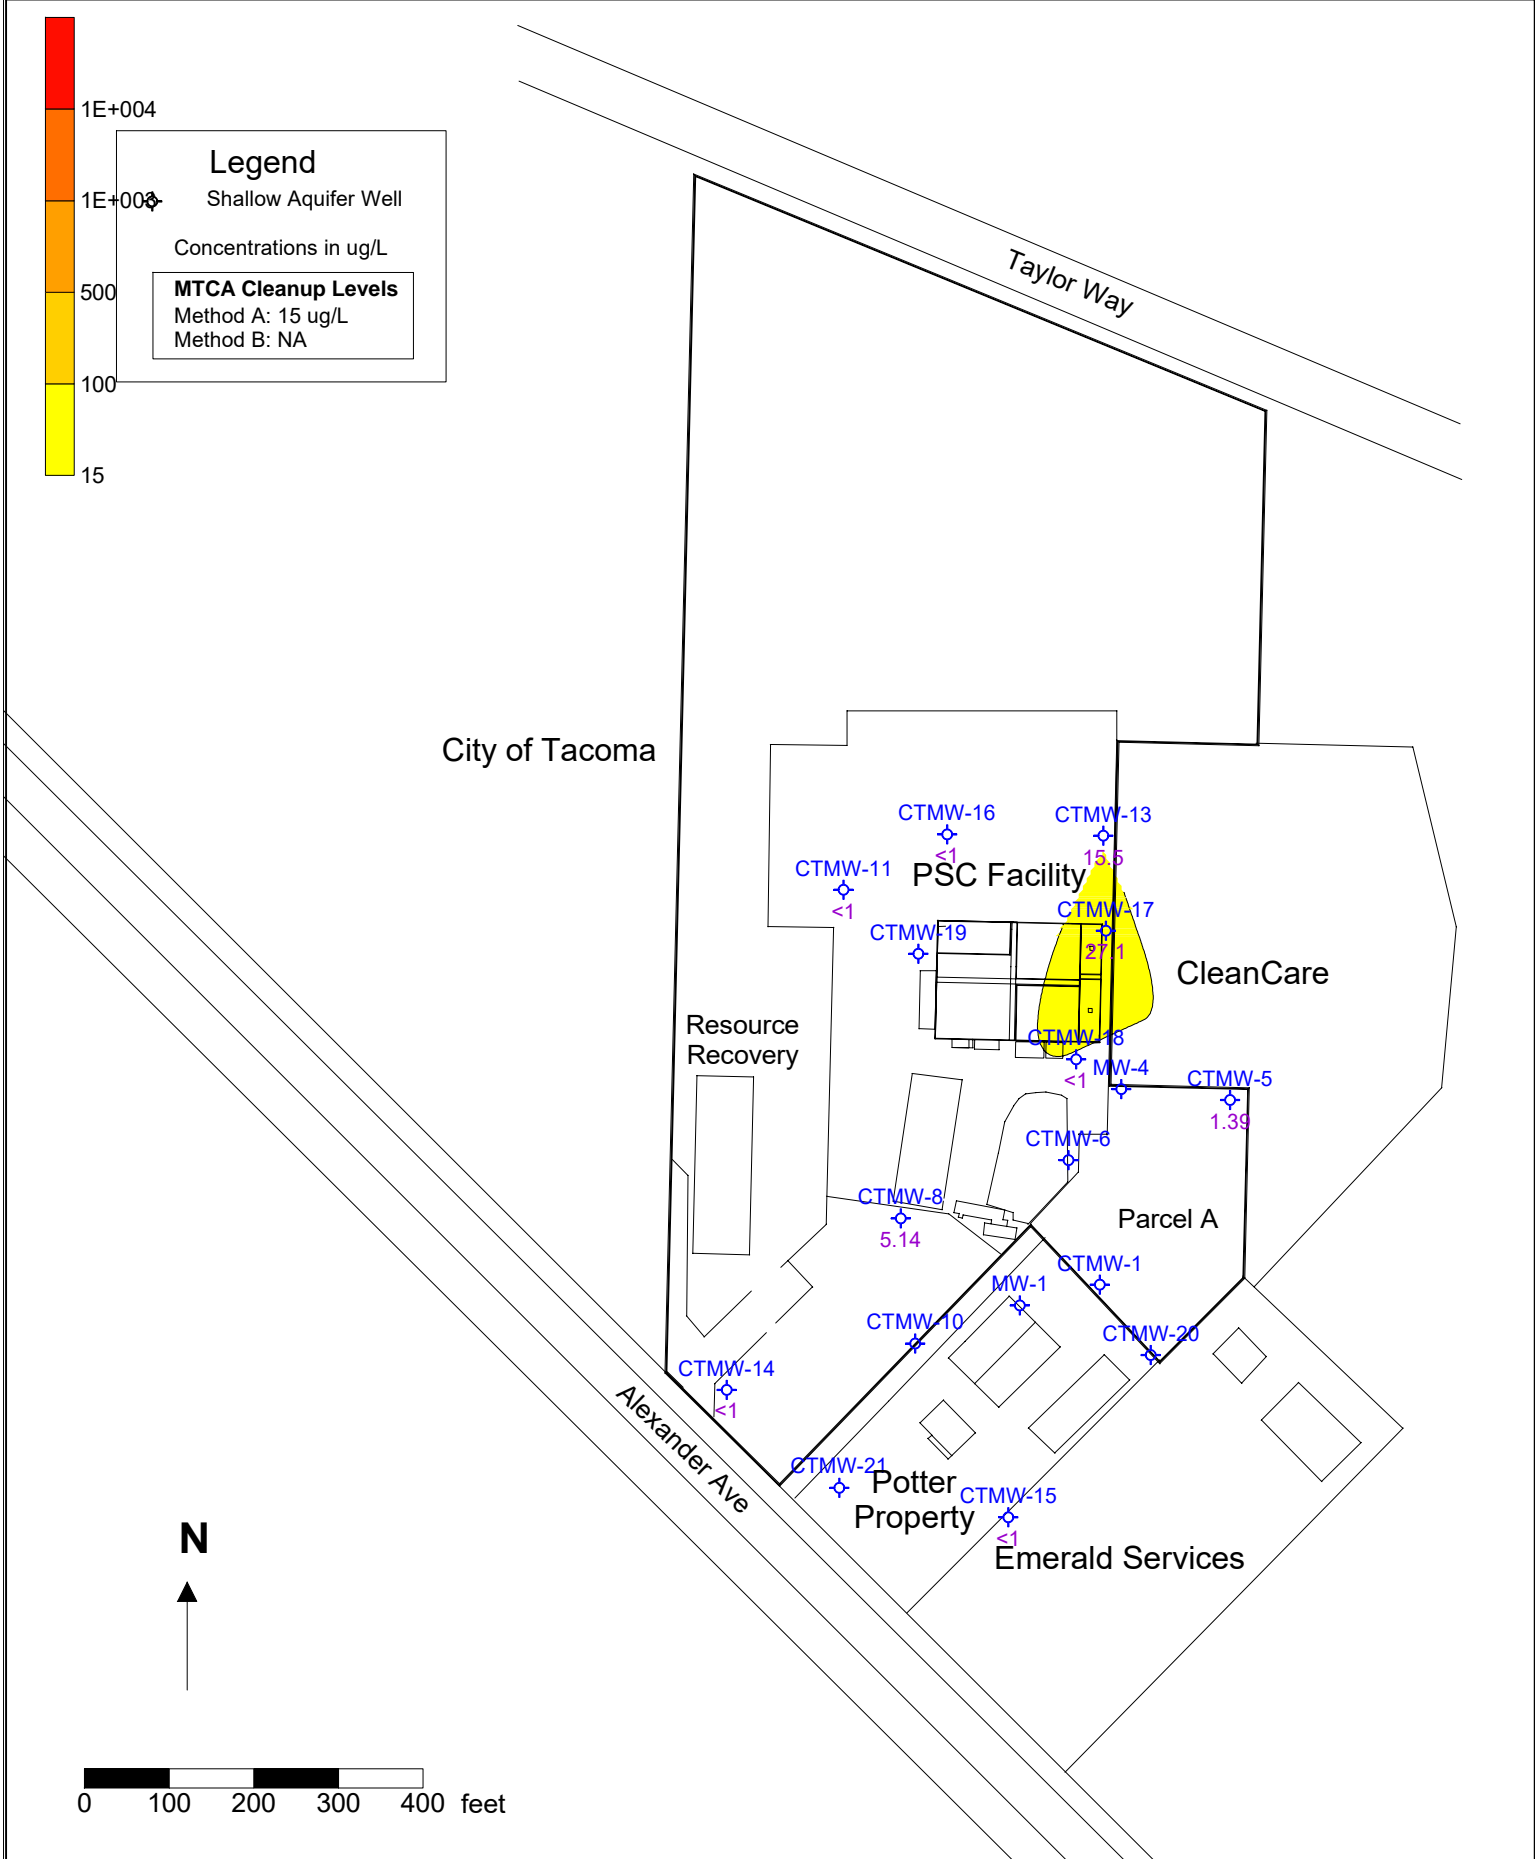 1E+004
1E+003
500
100
15
Legend
Shallow Aquifer Well
Concentrations in ug/L
MTCA Cleanup Levels
Method A: 15 ug/L
Method B: NA
Taylor Way
City of Tacoma
CTMW-16
<1
CTMW-13
15.5
PSC Facility
CTMW-11
<1
CTMW-17
27.1
CTMW-19
CleanCare
Resource
Recovery
CTMW-18
<1
MW-4
CTMW-5
1.39
CTMW-6
CTMW-8
5.14
Parcel A
CTMW-1
MW-1
CTMW-10
CTMW-20
CTMW-14
<1
Alexander Ave
CTMW-21
Potter
Property
CTMW-15
<1
Emerald Services
N
0 100 200 300 400 feet